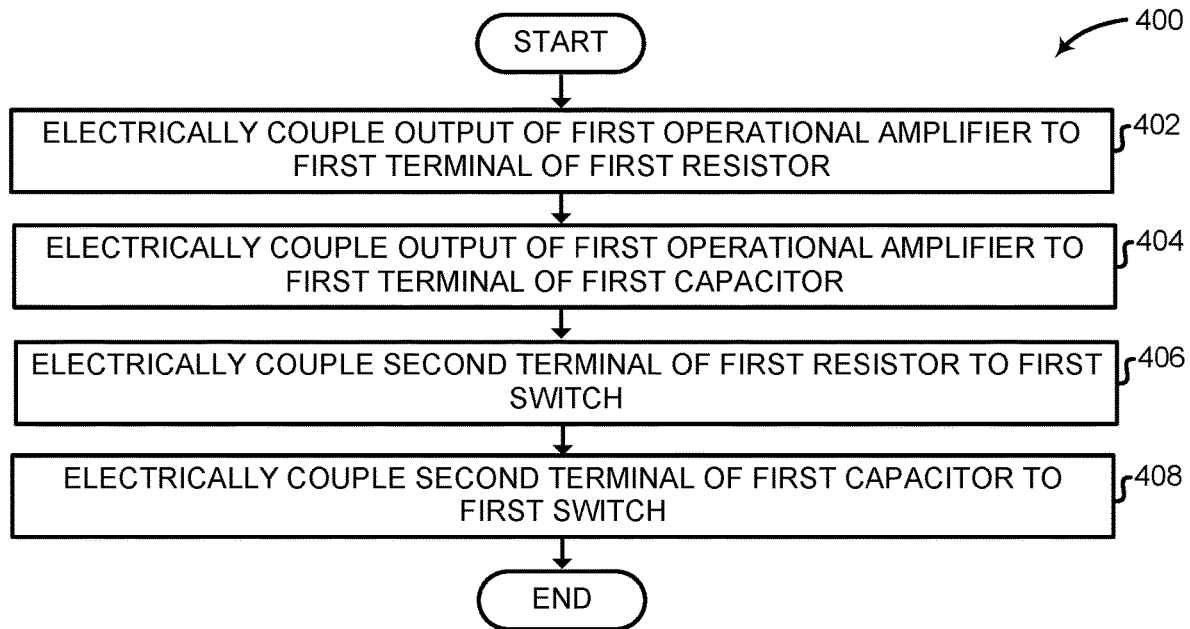 400
START
ELECTRICALLY COUPLE OUTPUT OF FIRST OPERATIONAL AMPLIFIER TO
FIRST TERMINAL OF FIRST RESISTOR
402
ELECTRICALLY COUPLE OUTPUT OF FIRST OPERATIONAL AMPLIFIER TO
FIRST TERMINAL OF FIRST CAPACITOR
404
ELECTRICALLY COUPLE SECOND TERMINAL OF FIRST RESISTOR TO FIRST
SWITCH
406
ELECTRICALLY COUPLE SECOND TERMINAL OF FIRST CAPACITOR TO
FIRST SWITCH
408
END